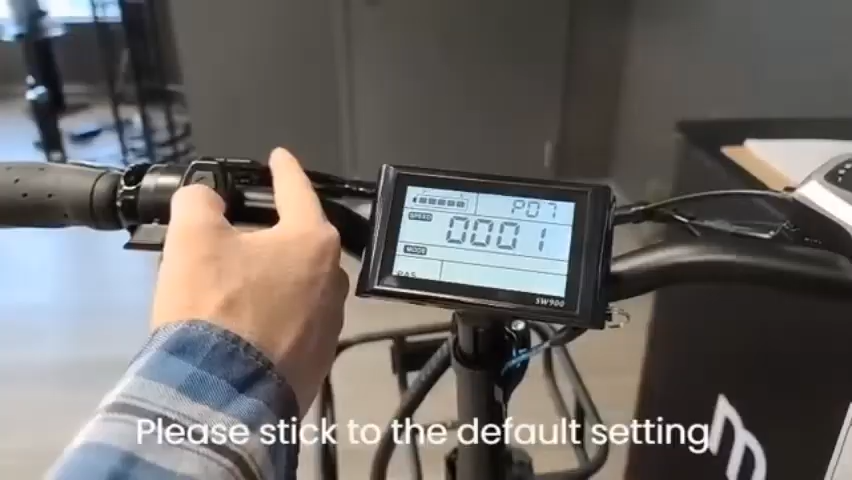 P07
SPEED
0001
MODE
PAS
SW900
Please stick to the default setting